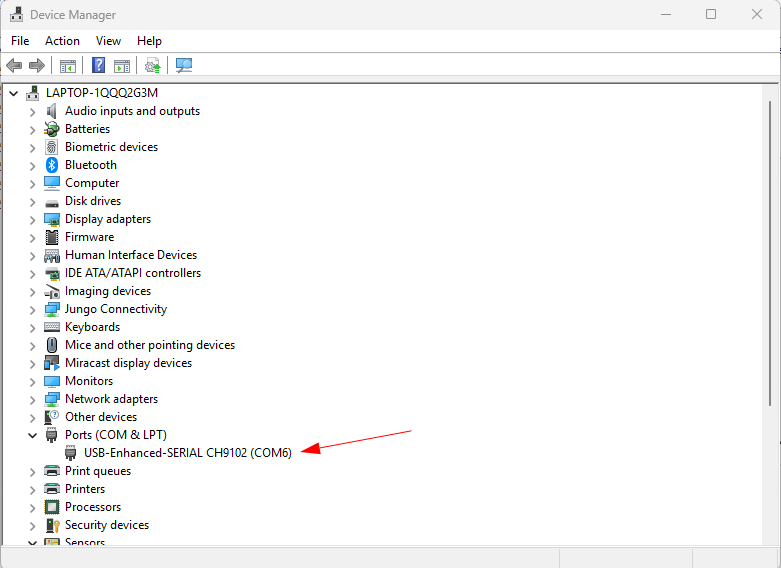 Device Manager
File Action View Help
LAPTOP-1QQQ2G3M
Audio inputs and outputs
Batteries
Biometric devices
Bluetooth
Computer
Disk drives
Display adapters
Firmware
Human Interface Devices
IDE ATA/ATAPI controllers
Imaging devices
Jungo Connectivity
Keyboards
Mice and other pointing devices
Miracast display devices
Monitors
Network adapters
Other devices
Ports (COM & LPT)
USB-Enhanced-SERIAL CH9102 (COM6)
Print queues
Printers
Processors
Security devices
Sensors